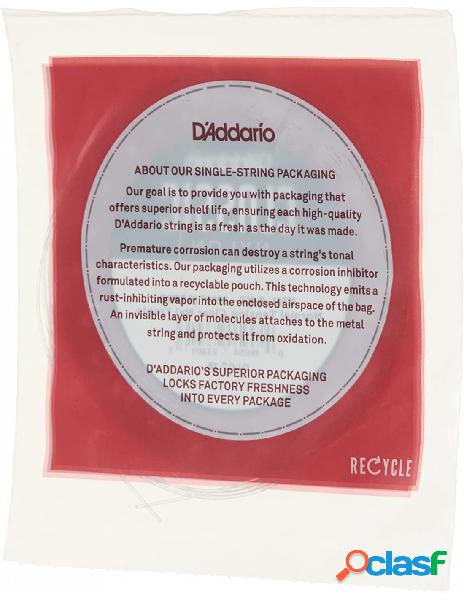 D'Addario
ABOUT OUR SINGLE-STRING PACKAGING
Our goal is to provide you with packaging that
offers superior shelf life, ensuring each high-quality
D'Addario string is as fresh as the day it was made.
Premature corrosion can destroy a string's tonal
characteristics. Our packaging utilizes a corrosion inhibitor
formulated into a recyclable pouch. This technology emits a
rust-inhibiting vapor into the enclosed airspace of the bag.
An invisible layer of molecules attaches to the metal
string and protects it from oxidation.
D'ADDARIO'S SUPERIOR PACKAGING
LOCKS FACTORY FRESHNESS
INTO EVERY PACKAGE
RECYCLE
oclasf